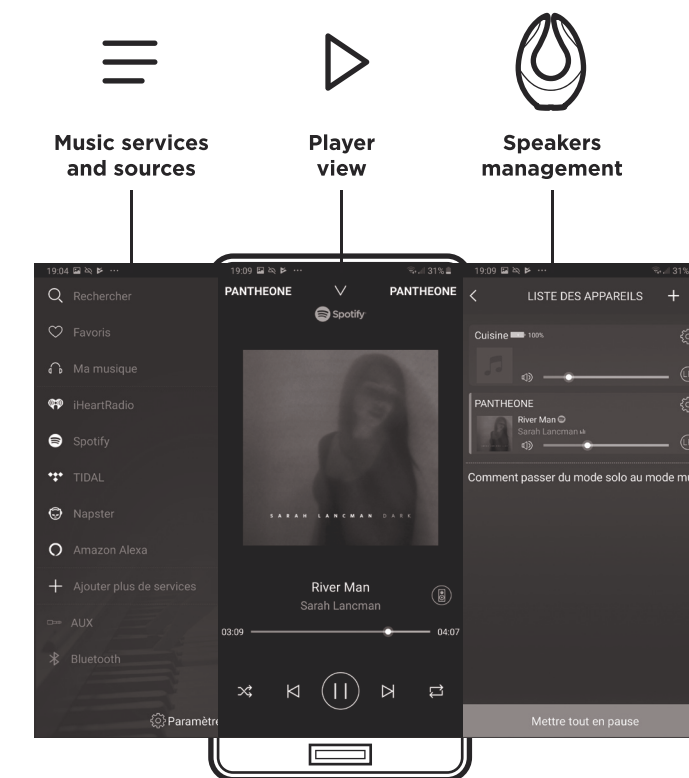 Music services
and sources
Player
view
Speakers
management
19:04
Rechercher
Favoris
Ma musique
iHeartRadio
Spotify
TIDAL
Napster
Amazon Alexa
Ajouter plus de services
AUX
Bluetooth
Paramètre
19:09 31%
PANTHEONE PANTHEONE
Spotify
SARAH LANCMAN DARK
River Man
Sarah Lancman
03:09 04:07
19:09 31%
LISTE DES APPAREILS
Cuisine 100%
PANTHEONE
River Man
Sarah Lancman
Comment passer du mode solo au mode mu
Mettre tout en pause